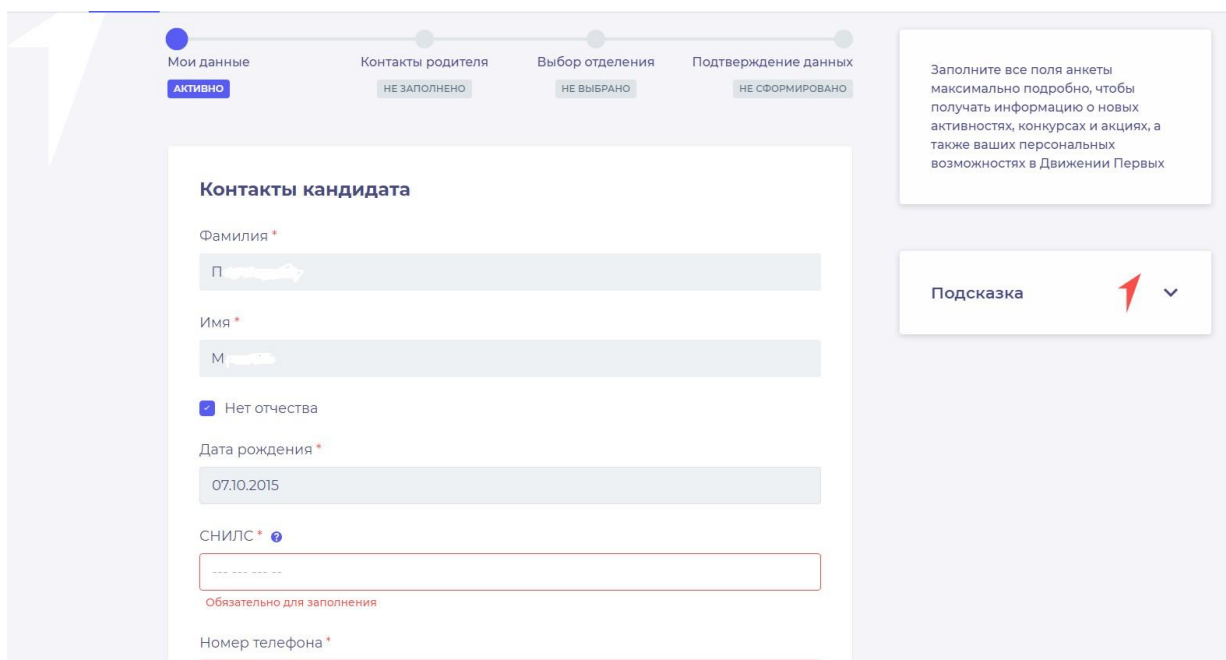 Мои данные
Контакты родителя
Выбор отделения
Подтверждение данных
АКТИВНО
НЕ ЗАПОЛНЕНО
НЕ ВЫБРАНО
НЕ СФОРМИРОВАНО
Контакты кандидата
Фамилия *
П
Имя *
М
Нет отчества
Дата рождения *
07.10.2015
СНИЛС * ?
--- --- --- --
Обязательно для заполнения
Номер телефона *
Заполните все поля анкеты
максимально подробно, чтобы
получать информацию о новых
активностях, конкурсах и акциях, а
также ваших персональных
возможностях в Движении Первых
Подсказка